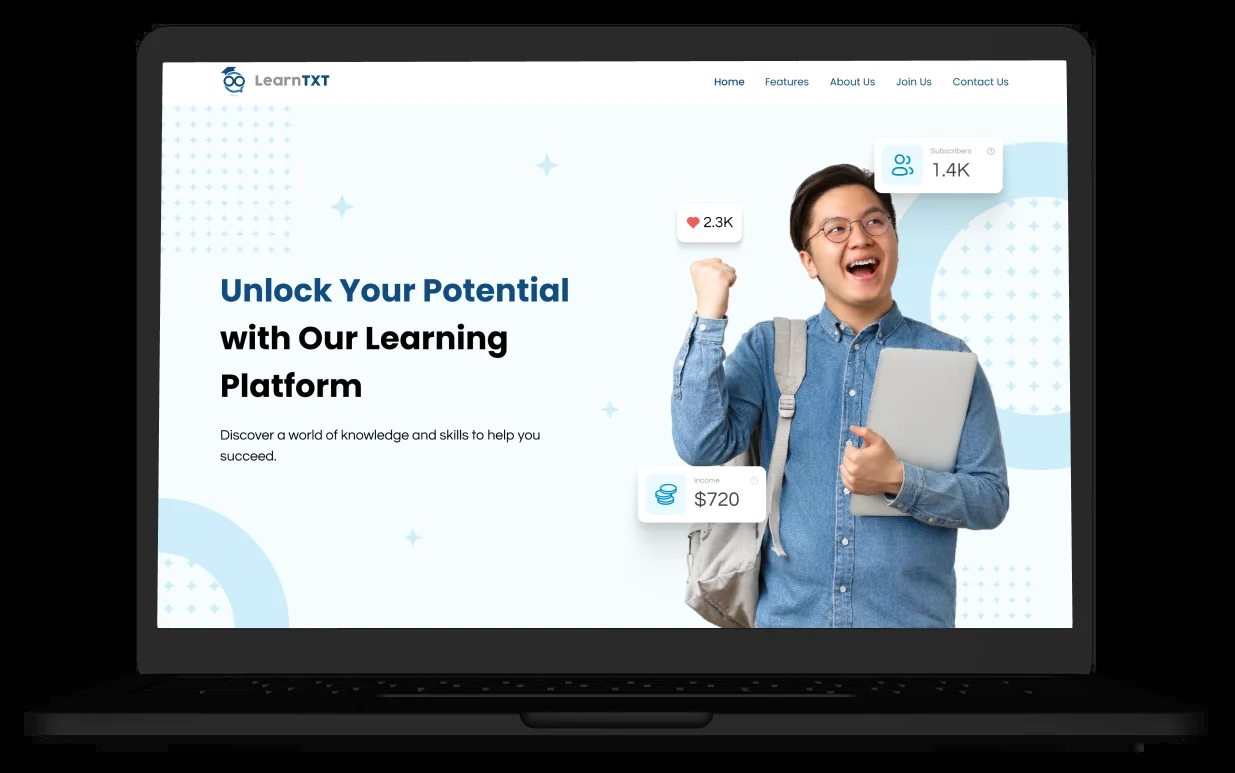 LearnTXT
Home Features About Us Join Us Contact Us
Subscribers
1.4K
2.3K
Unlock Your Potential
with Our Learning
Platform
Discover a world of knowledge and skills to help you
succeed.
Income
$720